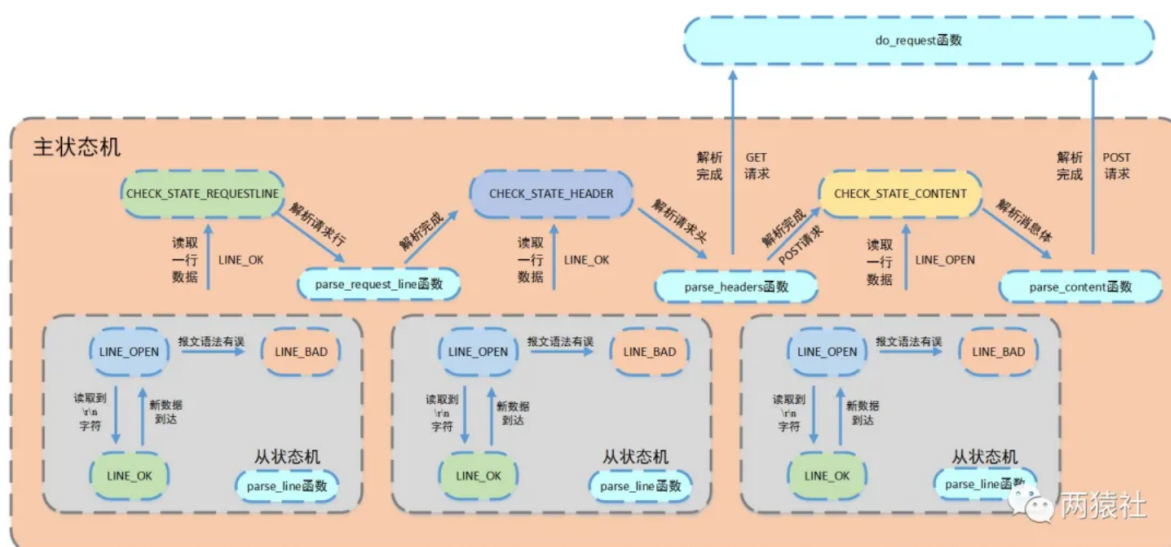 do_request函数
主状态机
解析
完成
GET
请求
解析
完成
POST
请求
CHECK_STATE_REQUESTLINE
CHECK_STATE_HEADER
CHECK_STATE_CONTENT
解析请求行
解析完成
解析请求头
解析完成
POST请求
解析消息体
读取
一行
数据
LINE_OK
读取
一行
数据
LINE_OK
读取
一行
数据
LINE_OPEN
parse_request_line函数
parse_headers函数
parse_content函数
LINE_OPEN
报文语法有误
LINE_BAD
读取到
\r\n
字符
新数据
到达
LINE_OK
从状态机
parse_line函数
LINE_OPEN
报文语法有误
LINE_BAD
读取到
\r\n
字符
新数据
到达
LINE_OK
从状态机
parse_line函数
LINE_OPEN
报文语法有误
LINE_BAD
读取到
\r\n
字符
新数据
到达
LINE_OK
从状态机
parse_line函数
两猿社